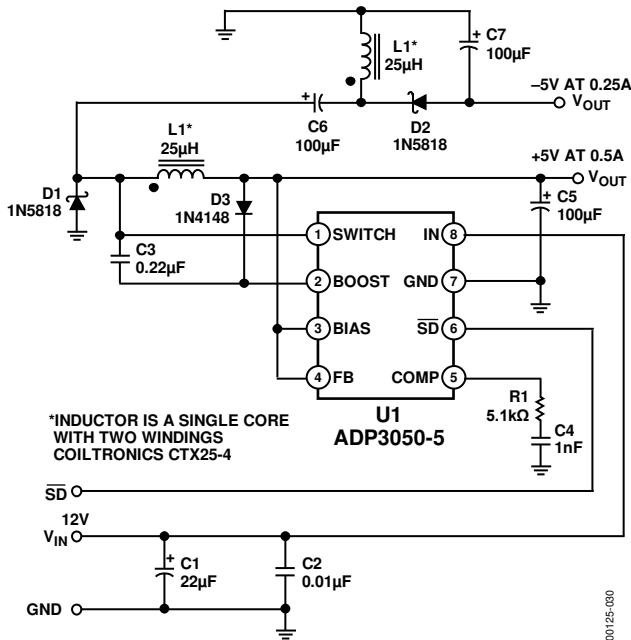 L1*
25µH
+ C7
100µF
–5V AT 0.25A
VOUT
+
C6
100µF
D2
1N5818
L1*
25µH
+5V AT 0.5A
VOUT
D1
1N5818
D3
1N4148
+ C5
100µF
C3
0.22µF
1 SWITCH IN 8
2 BOOST GND 7
3 BIAS SD 6
4 FB COMP 5
R1
5.1kΩ
C4
1nF
U1
ADP3050-5
*INDUCTOR IS A SINGLE CORE
WITH TWO WINDINGS
COILTRONICS CTX25-4
SD
12V
VIN
+ C1
22µF
C2
0.01µF
GND
00125-030